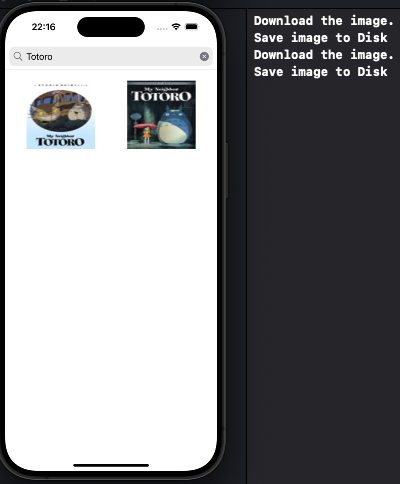 22:16
Totoro
My Neighbor
TOTORO
My Neighbor
TOTORO
Download the image.
Save image to Disk
Download the image.
Save image to Disk